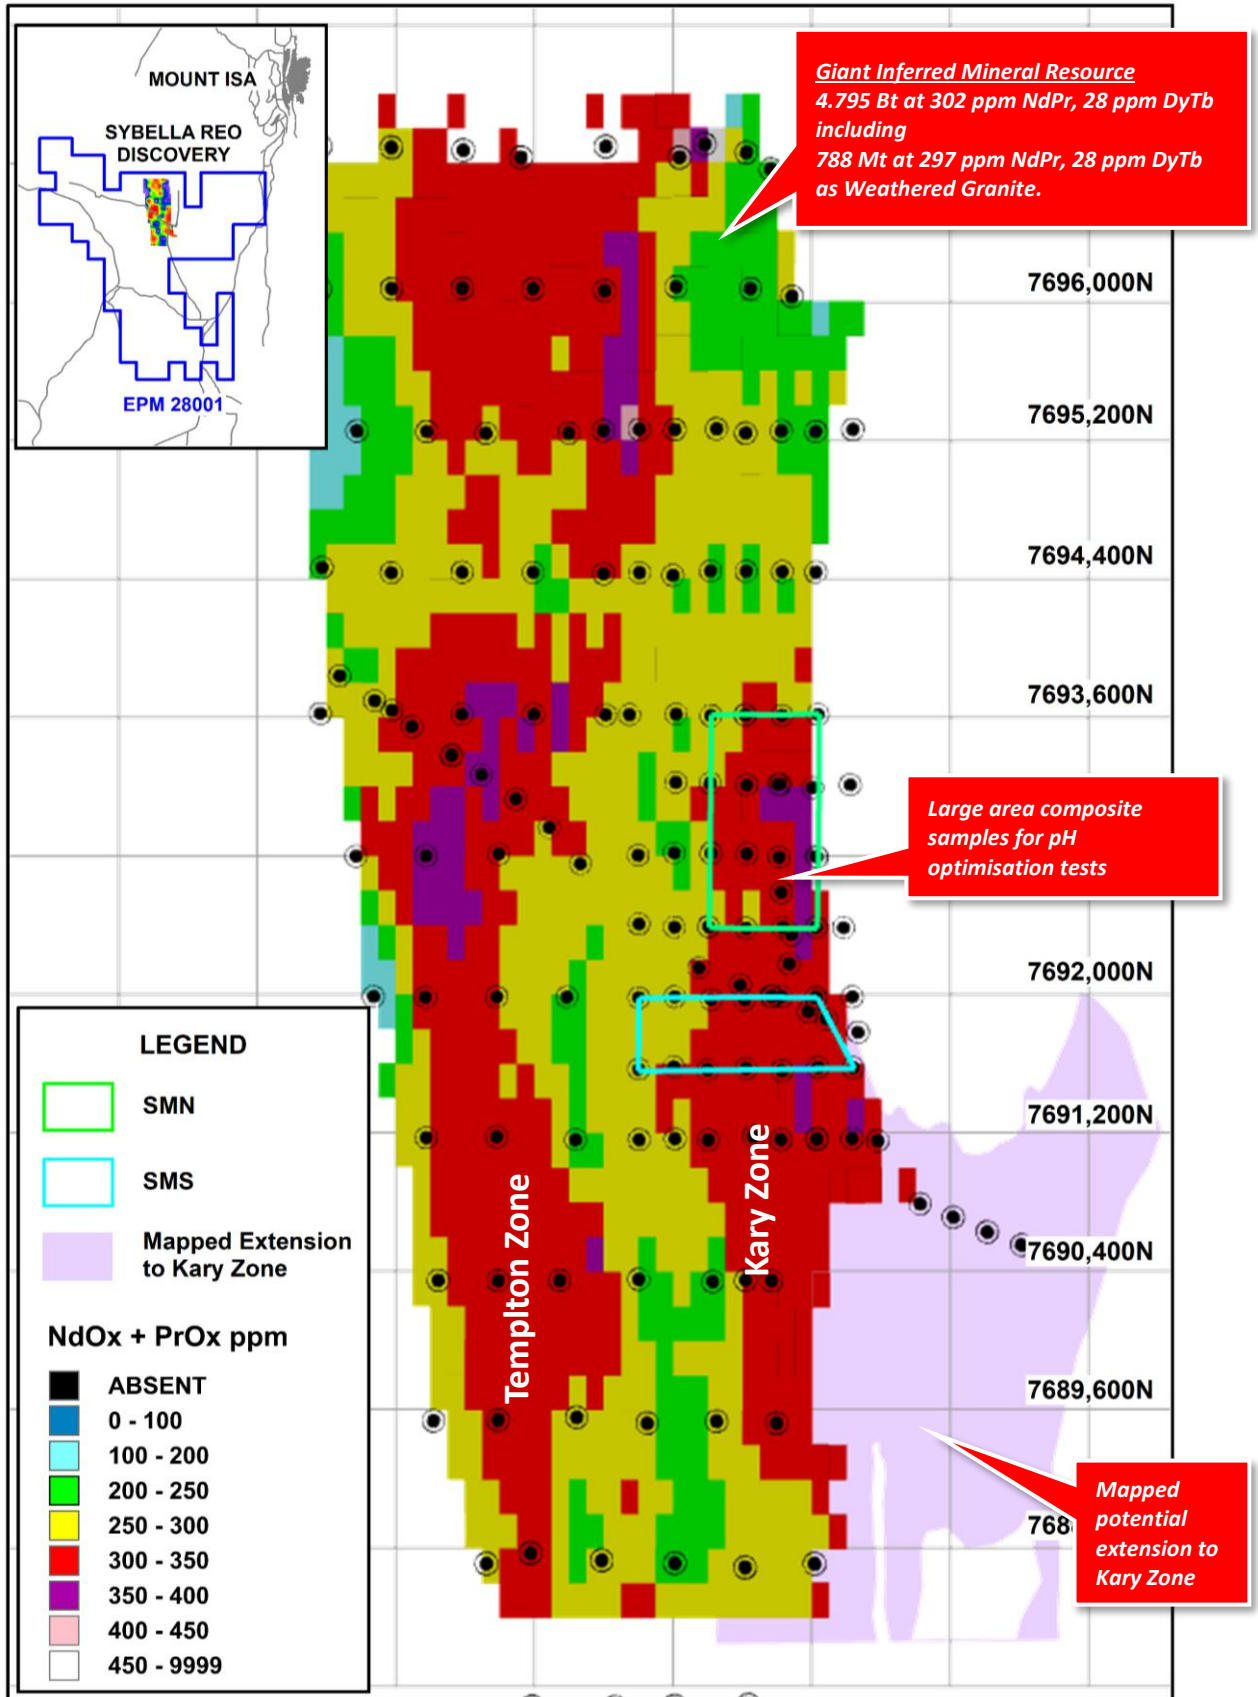 MOUNT ISA
SYBELLA REO
DISCOVERY
EPM 28001
Giant Inferred Mineral Resource
4.795 Bt at 302 ppm NdPr, 28 ppm DyTb
including
788 Mt at 297 ppm NdPr, 28 ppm DyTb
as Weathered Granite.
7696,000N
7695,200N
7694,400N
7693,600N
Large area composite
samples for pH
optimisation tests
7692,000N
7691,200N
7690,400N
7689,600N
768
Templton Zone
Kary Zone
Mapped
potential
extension to
Kary Zone
LEGEND
SMN
SMS
Mapped Extension
to Kary Zone
NdOx + PrOx ppm
ABSENT
0 - 100
100 - 200
200 - 250
250 - 300
300 - 350
350 - 400
400 - 450
450 - 9999